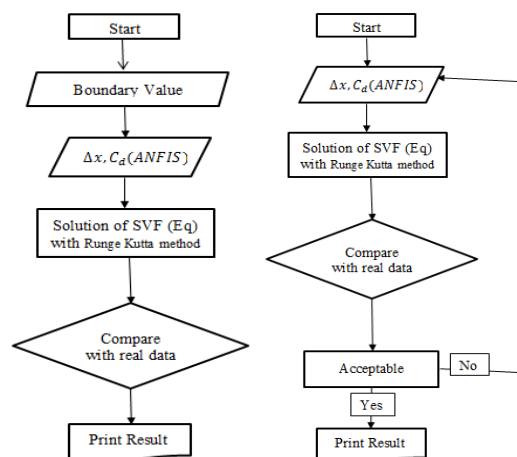 Start
Boundary Value
Δx, C_d(ANFIS)
Solution of SVF (Eq)
with Runge Kutta method
Compare
with real data
Print Result
Start
Δx, C_d(ANFIS)
Solution of SVF (Eq)
with Runge Kutta method
Compare
with real data
Acceptable
No
Yes
Print Result